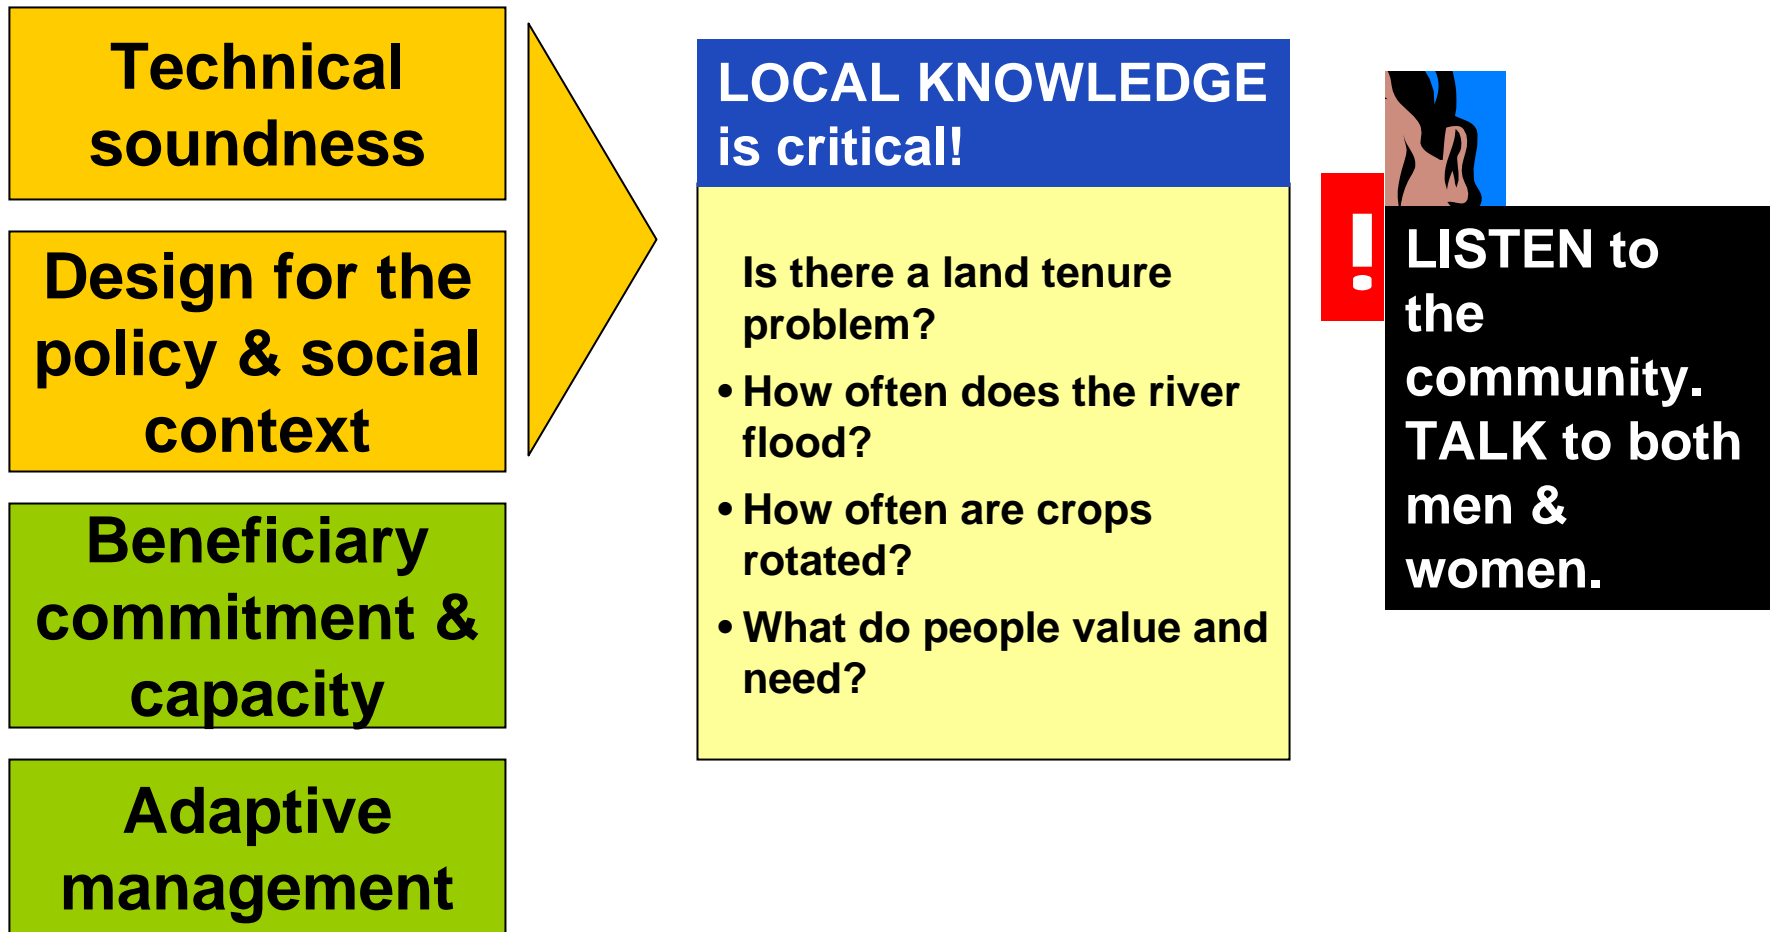 Technical
soundness
Design for the
policy & social
context
Beneficiary
commitment &
capacity
Adaptive
management
LOCAL KNOWLEDGE
is critical!
Is there a land tenure
problem?
• How often does the river
flood?
• How often are crops
rotated?
• What do people value and
need?
!
LISTEN to
the
community.
TALK to both
men &
women.